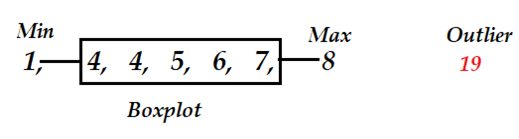 Min Max Outlier
1, 4, 4, 5, 6, 7, 8 19
Boxplot